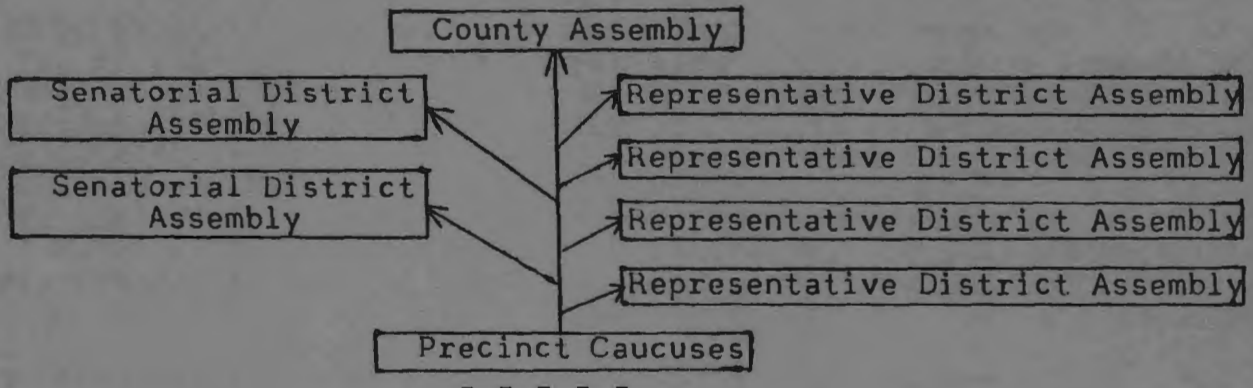 County Assembly
Senatorial District
Assembly
Representative District Assembly
Representative District Assembly
Senatorial District
Assembly
Representative District Assembly
Representative District Assembly
Precinct Caucuses